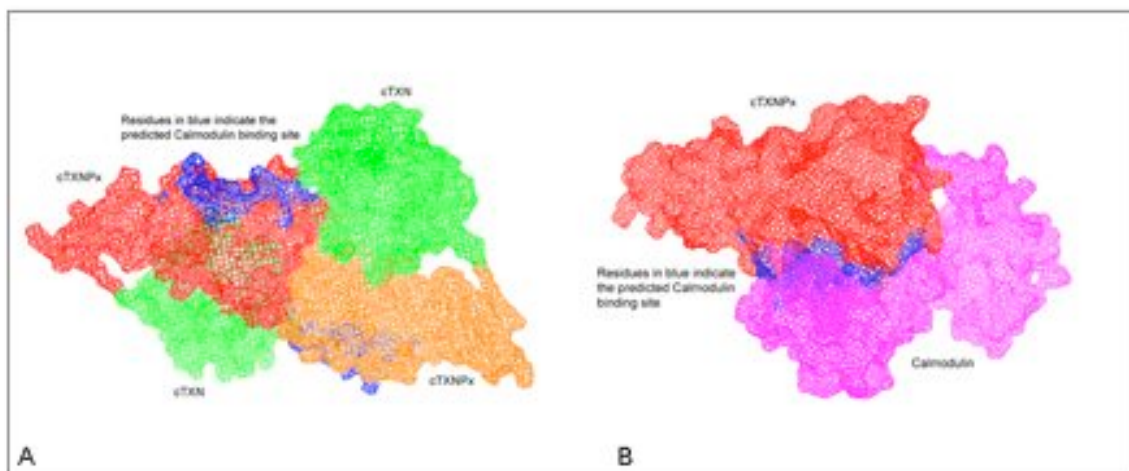 cTXN
Residues in blue indicate the
predicted Calmodulin binding site
cTXNPx
cTXN
cTXNPx
A
cTXNPx
Residues in blue indicate
the predicted Calmodulin
binding site
Calmodulin
B